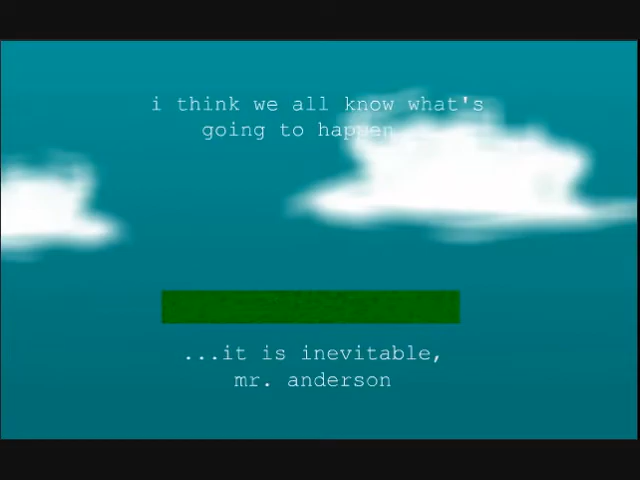 i think we all know what's
going to happen
...it is inevitable,
mr. anderson